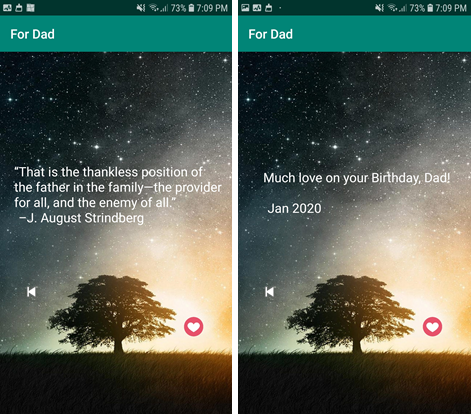 73% 7:09 PM
For Dad
“That is the thankless position of
the father in the family—the provider
for all, and the enemy of all.”
–J. August Strindberg
73% 7:09 PM
For Dad
Much love on your Birthday, Dad!
Jan 2020